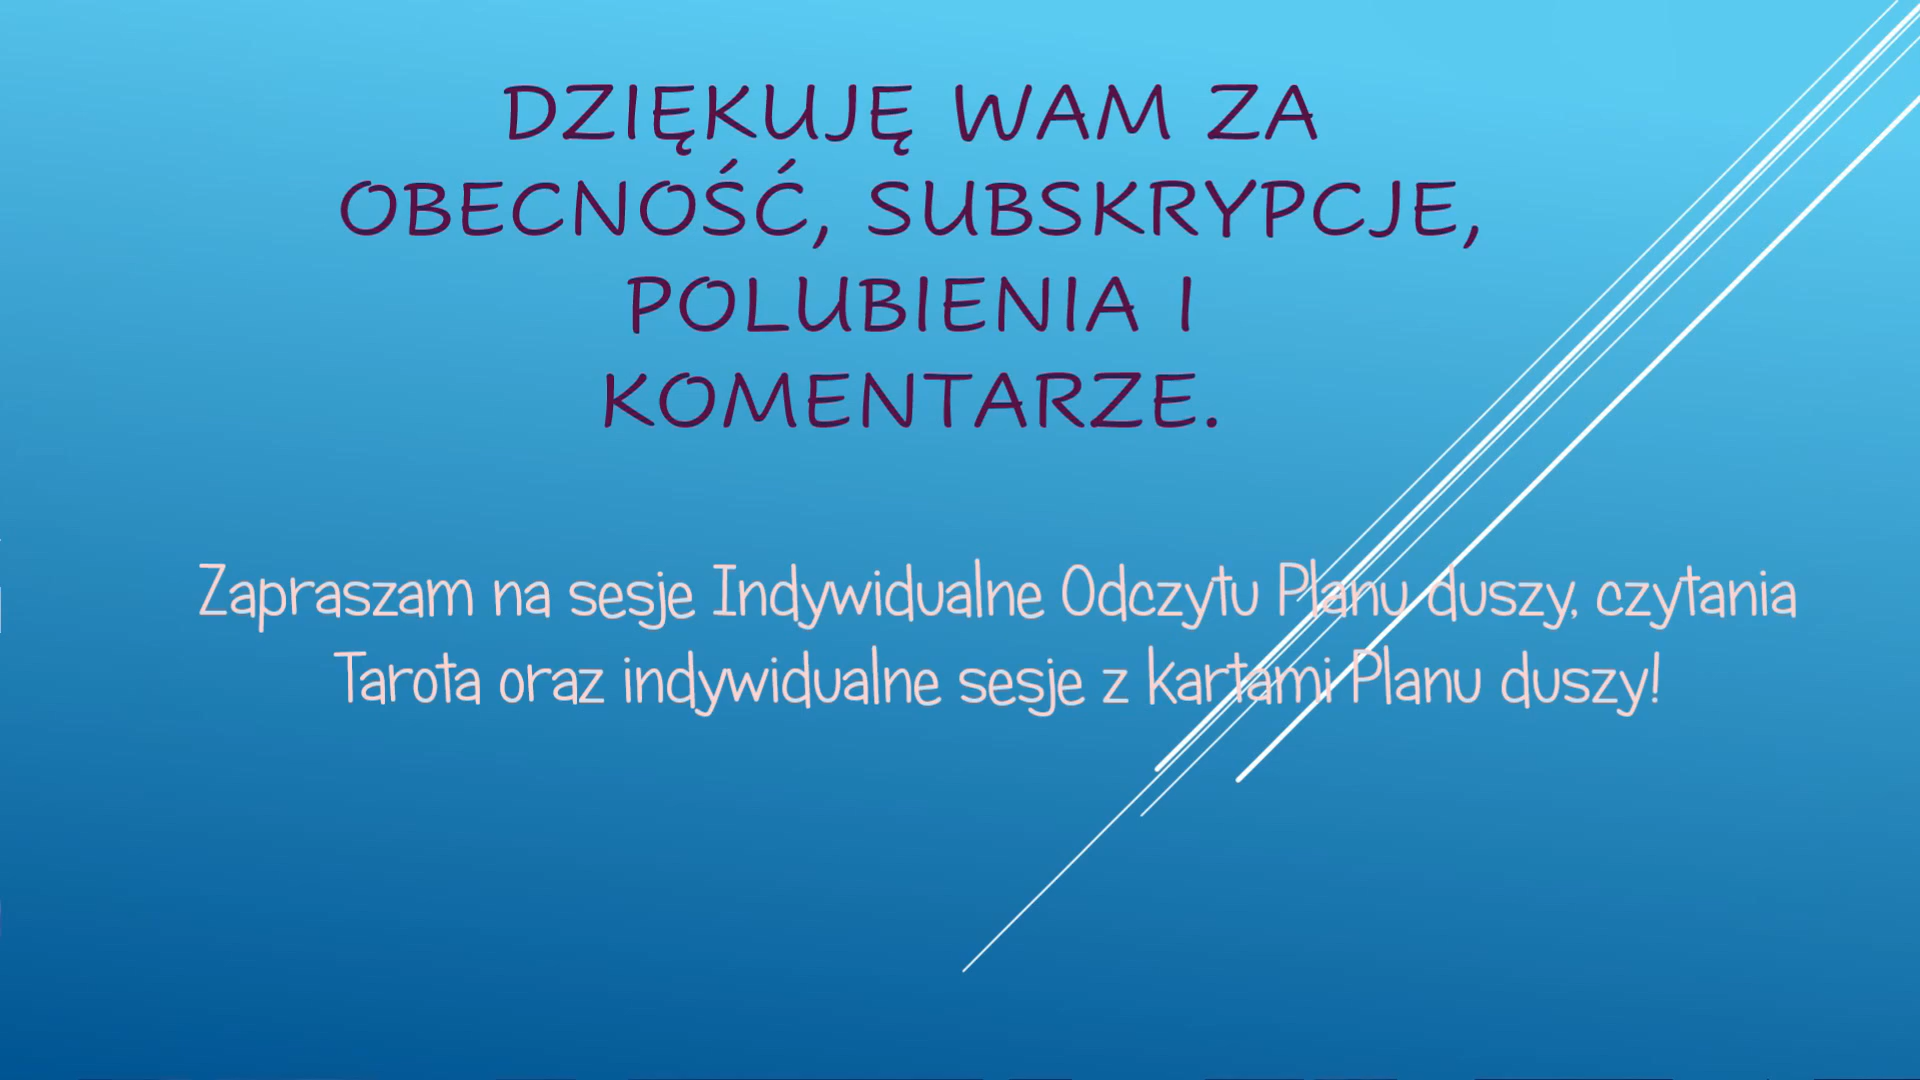 DZIĘKUJĘ WAM ZA
OBECNOŚĆ, SUBSKRYPCJE,
POLUBIENIA I
KOMENTARZE.
Zapraszam na sesje Indywidualne Odczytu Planu duszy, czytania
Tarota oraz indywidualne sesje z kartami Planu duszy!